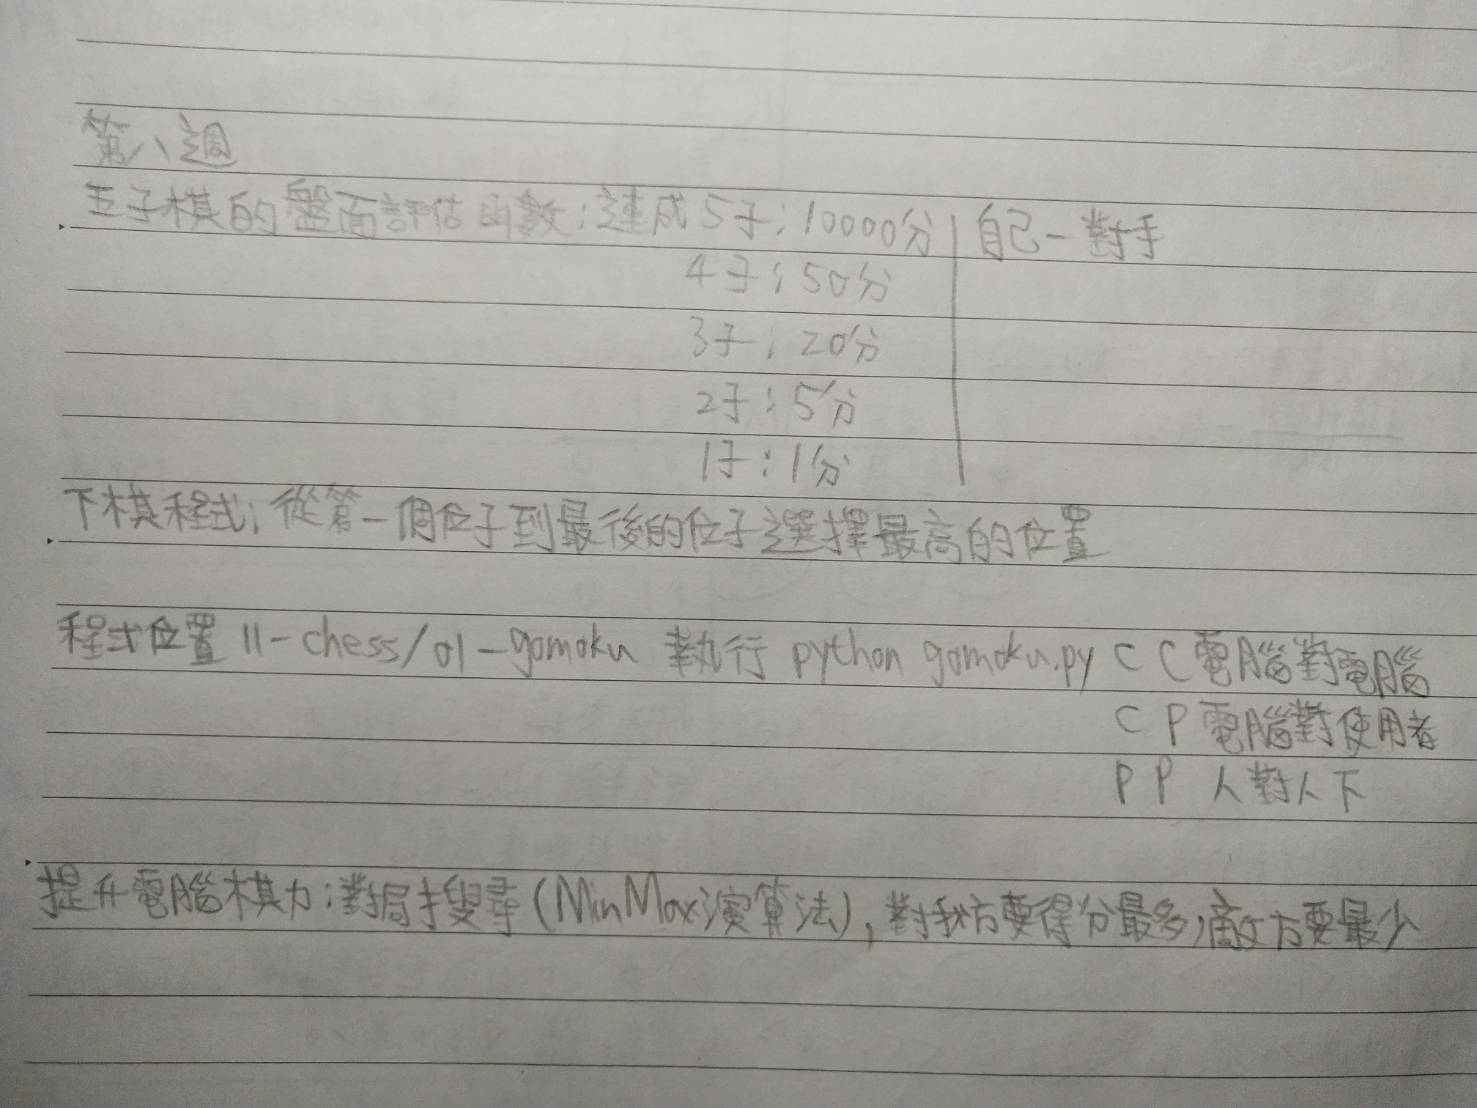 第八週
五子棋的盤面評估函數:連成5子:10000分 | 自己-對手
4子:50分
3子:20分
2子:5分
1子:1分
下棋程式:從第一個位子到最後的位子選擇最高的位置
程式位置 11-chess/01-gomoku 執行 python gomoku.py C C 電腦對電腦
C P 電腦對使用者
P P 人對人下
提升電腦棋力:對局搜尋(MinMax演算法),對我方要得分最多,敵方要最少